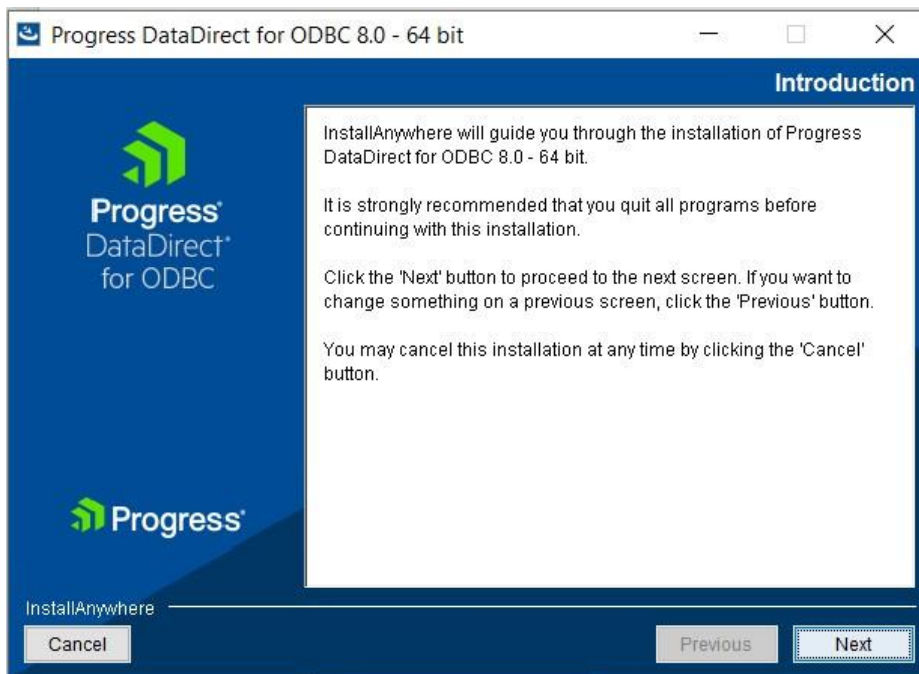 Progress DataDirect for ODBC 8.0 - 64 bit
Introduction
Progress®
DataDirect®
for ODBC
InstallAnywhere will guide you through the installation of Progress
DataDirect for ODBC 8.0 - 64 bit.
It is strongly recommended that you quit all programs before
continuing with this installation.
Click the 'Next' button to proceed to the next screen. If you want to
change something on a previous screen, click the 'Previous' button.
You may cancel this installation at any time by clicking the 'Cancel'
button.
Progress®
InstallAnywhere
Cancel
Previous
Next